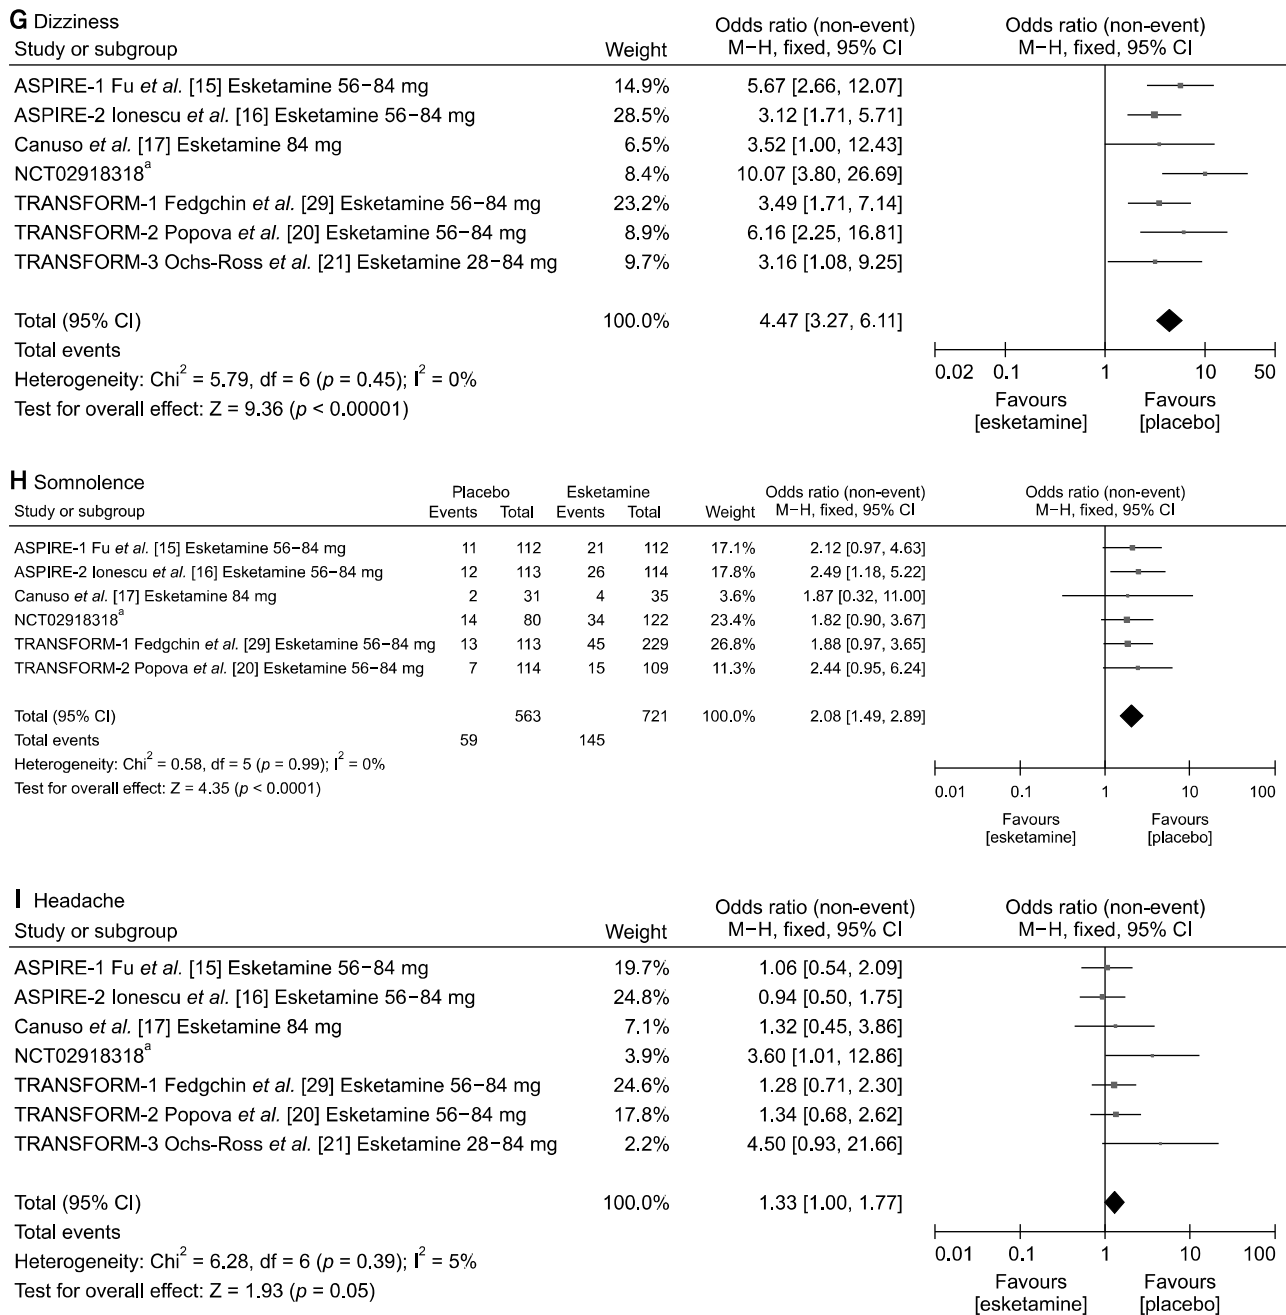 G Dizziness
Study or subgroup Weight Odds ratio (non-event) M−H, fixed, 95% CI Odds ratio (non-event) M−H, fixed, 95% CI
ASPIRE-1 Fu et al. [15] Esketamine 56−84 mg 14.9% 5.67 [2.66, 12.07]
ASPIRE-2 Ionescu et al. [16] Esketamine 56−84 mg 28.5% 3.12 [1.71, 5.71]
Canuso et al. [17] Esketamine 84 mg 6.5% 3.52 [1.00, 12.43]
NCT02918318a 8.4% 10.07 [3.80, 26.69]
TRANSFORM-1 Fedgchin et al. [29] Esketamine 56−84 mg 23.2% 3.49 [1.71, 7.14]
TRANSFORM-2 Popova et al. [20] Esketamine 56−84 mg 8.9% 6.16 [2.25, 16.81]
TRANSFORM-3 Ochs-Ross et al. [21] Esketamine 28−84 mg 9.7% 3.16 [1.08, 9.25]
Total (95% CI) 100.0% 4.47 [3.27, 6.11]
Total events
Heterogeneity: Chi² = 5.79, df = 6 (p = 0.45); I² = 0%
Test for overall effect: Z = 9.36 (p < 0.00001)
0.02 0.1 1 10 50
Favours [esketamine] Favours [placebo]
H Somnolence
Placebo Esketamine Odds ratio (non-event) Odds ratio (non-event)
Study or subgroup Events Total Events Total Weight M−H, fixed, 95% CI M−H, fixed, 95% CI
ASPIRE-1 Fu et al. [15] Esketamine 56−84 mg 11 112 21 112 17.1% 2.12 [0.97, 4.63]
ASPIRE-2 Ionescu et al. [16] Esketamine 56−84 mg 12 113 26 114 17.8% 2.49 [1.18, 5.22]
Canuso et al. [17] Esketamine 84 mg 2 31 4 35 3.6% 1.87 [0.32, 11.00]
NCT02918318a 14 80 34 122 23.4% 1.82 [0.90, 3.67]
TRANSFORM-1 Fedgchin et al. [29] Esketamine 56−84 mg 13 113 45 229 26.8% 1.88 [0.97, 3.65]
TRANSFORM-2 Popova et al. [20] Esketamine 56−84 mg 7 114 15 109 11.3% 2.44 [0.95, 6.24]
Total (95% CI) 563 721 100.0% 2.08 [1.49, 2.89]
Total events 59 145
Heterogeneity: Chi² = 0.58, df = 5 (p = 0.99); I² = 0%
Test for overall effect: Z = 4.35 (p < 0.0001)
0.01 0.1 1 10 100
Favours [esketamine] Favours [placebo]
I Headache
Study or subgroup Weight Odds ratio (non-event) M−H, fixed, 95% CI Odds ratio (non-event) M−H, fixed, 95% CI
ASPIRE-1 Fu et al. [15] Esketamine 56−84 mg 19.7% 1.06 [0.54, 2.09]
ASPIRE-2 Ionescu et al. [16] Esketamine 56−84 mg 24.8% 0.94 [0.50, 1.75]
Canuso et al. [17] Esketamine 84 mg 7.1% 1.32 [0.45, 3.86]
NCT02918318a 3.9% 3.60 [1.01, 12.86]
TRANSFORM-1 Fedgchin et al. [29] Esketamine 56−84 mg 24.6% 1.28 [0.71, 2.30]
TRANSFORM-2 Popova et al. [20] Esketamine 56−84 mg 17.8% 1.34 [0.68, 2.62]
TRANSFORM-3 Ochs-Ross et al. [21] Esketamine 28−84 mg 2.2% 4.50 [0.93, 21.66]
Total (95% CI) 100.0% 1.33 [1.00, 1.77]
Total events
Heterogeneity: Chi² = 6.28, df = 6 (p = 0.39); I² = 5%
Test for overall effect: Z = 1.93 (p = 0.05)
0.01 0.1 1 10 100
Favours [esketamine] Favours [placebo]